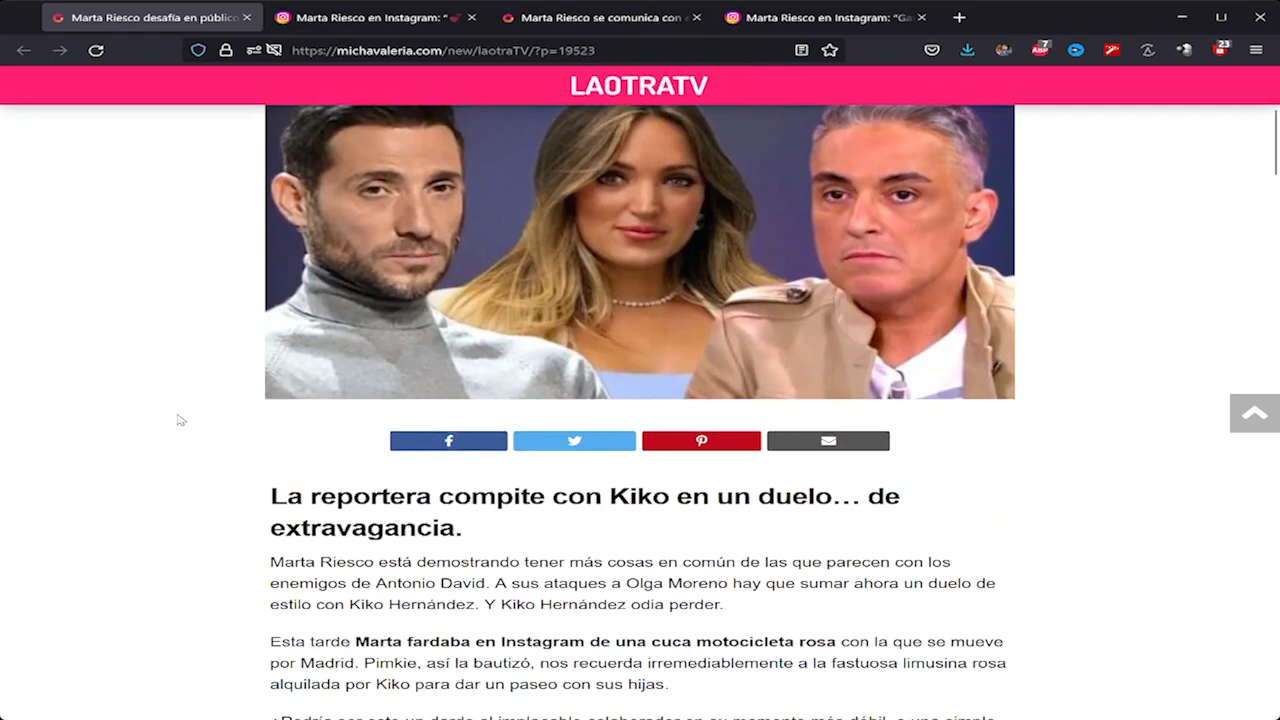 Marta Riesco desafía en público
Marta Riesco en Instagram: "
Marta Riesco se comunica con e
Marta Riesco en Instagram: "Ga
https://michavaleria.com/new/laotraTV/?p=19523
7
23
LAOTRATV
La reportera compite con Kiko en un duelo… de
extravagancia.
Marta Riesco está demostrando tener más cosas en común de las que parecen con los
enemigos de Antonio David. A sus ataques a Olga Moreno hay que sumar ahora un duelo de
estilo con Kiko Hernández. Y Kiko Hernández odia perder.
Esta tarde Marta fardaba en Instagram de una cuca motocicleta rosa con la que se mueve
por Madrid. Pimkie, así la bautizó, nos recuerda irremediablemente a la fastuosa limusina rosa
alquilada por Kiko para dar un paseo con sus hijas.